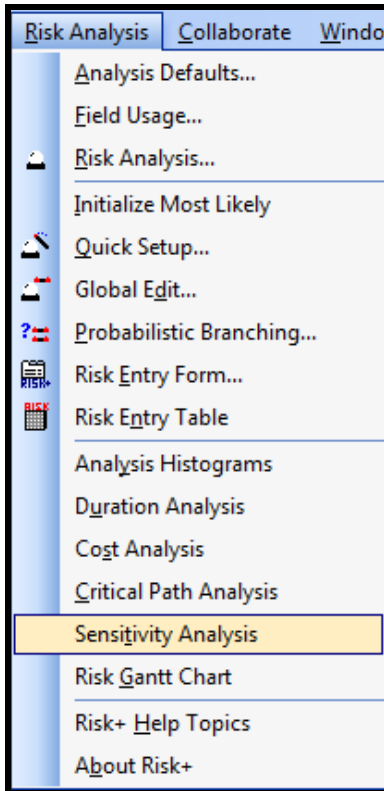 Risk Analysis Collaborate Windo
Analysis Defaults...
Field Usage...
Risk Analysis...
Initialize Most Likely
Quick Setup...
Global Edit...
Probabilistic Branching...
RISK+ Risk Entry Form...
RISK Risk Entry Table
Analysis Histograms
Duration Analysis
Cost Analysis
Critical Path Analysis
Sensitivity Analysis
Risk Gantt Chart
Risk+ Help Topics
About Risk+